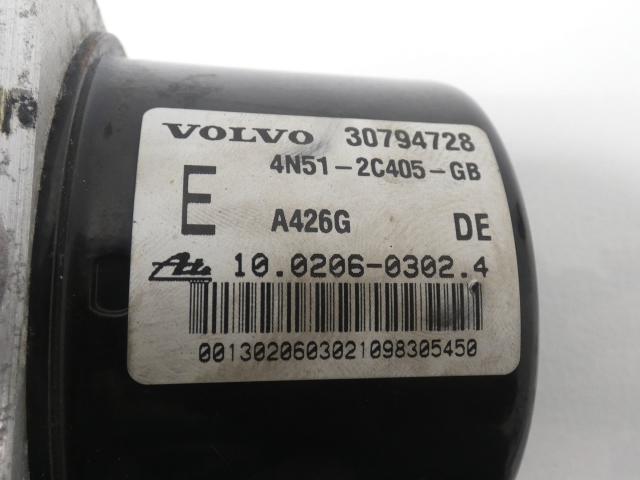 VOLVO 30794728
4N51-2C405-GB
E A426G DE
Ate 10.0206-0302.4
0013020603021098305450